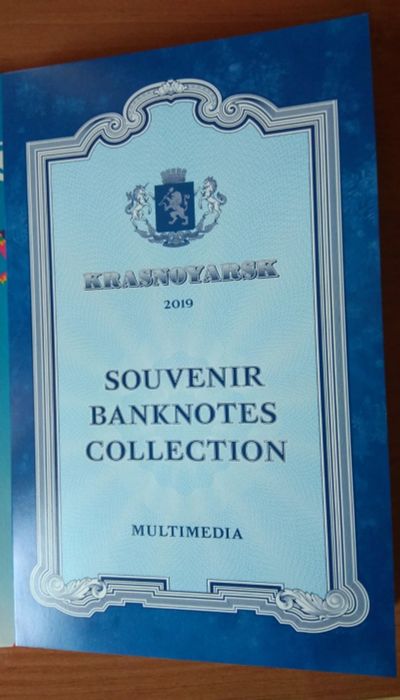 KRASNOYARSK
2019
SOUVENIR
BANKNOTES
COLLECTION
MULTIMEDIA